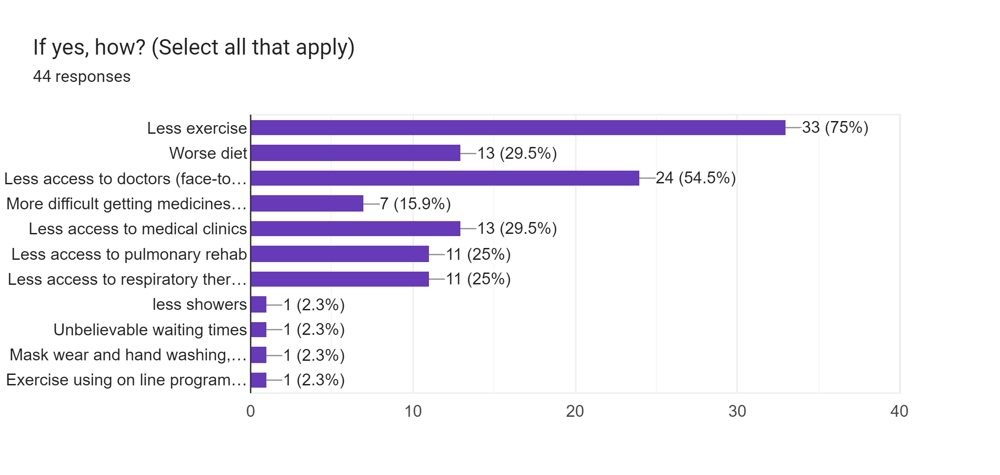 If yes, how? (Select all that apply)
44 responses
Less exercise 33 (75%)
Worse diet 13 (29.5%)
Less access to doctors (face-to… 24 (54.5%)
More difficult getting medicines… 7 (15.9%)
Less access to medical clinics 13 (29.5%)
Less access to pulmonary rehab 11 (25%)
Less access to respiratory ther… 11 (25%)
less showers 1 (2.3%)
Unbelievable waiting times 1 (2.3%)
Mask wear and hand washing,… 1 (2.3%)
Exercise using on line program… 1 (2.3%)
0 10 20 30 40